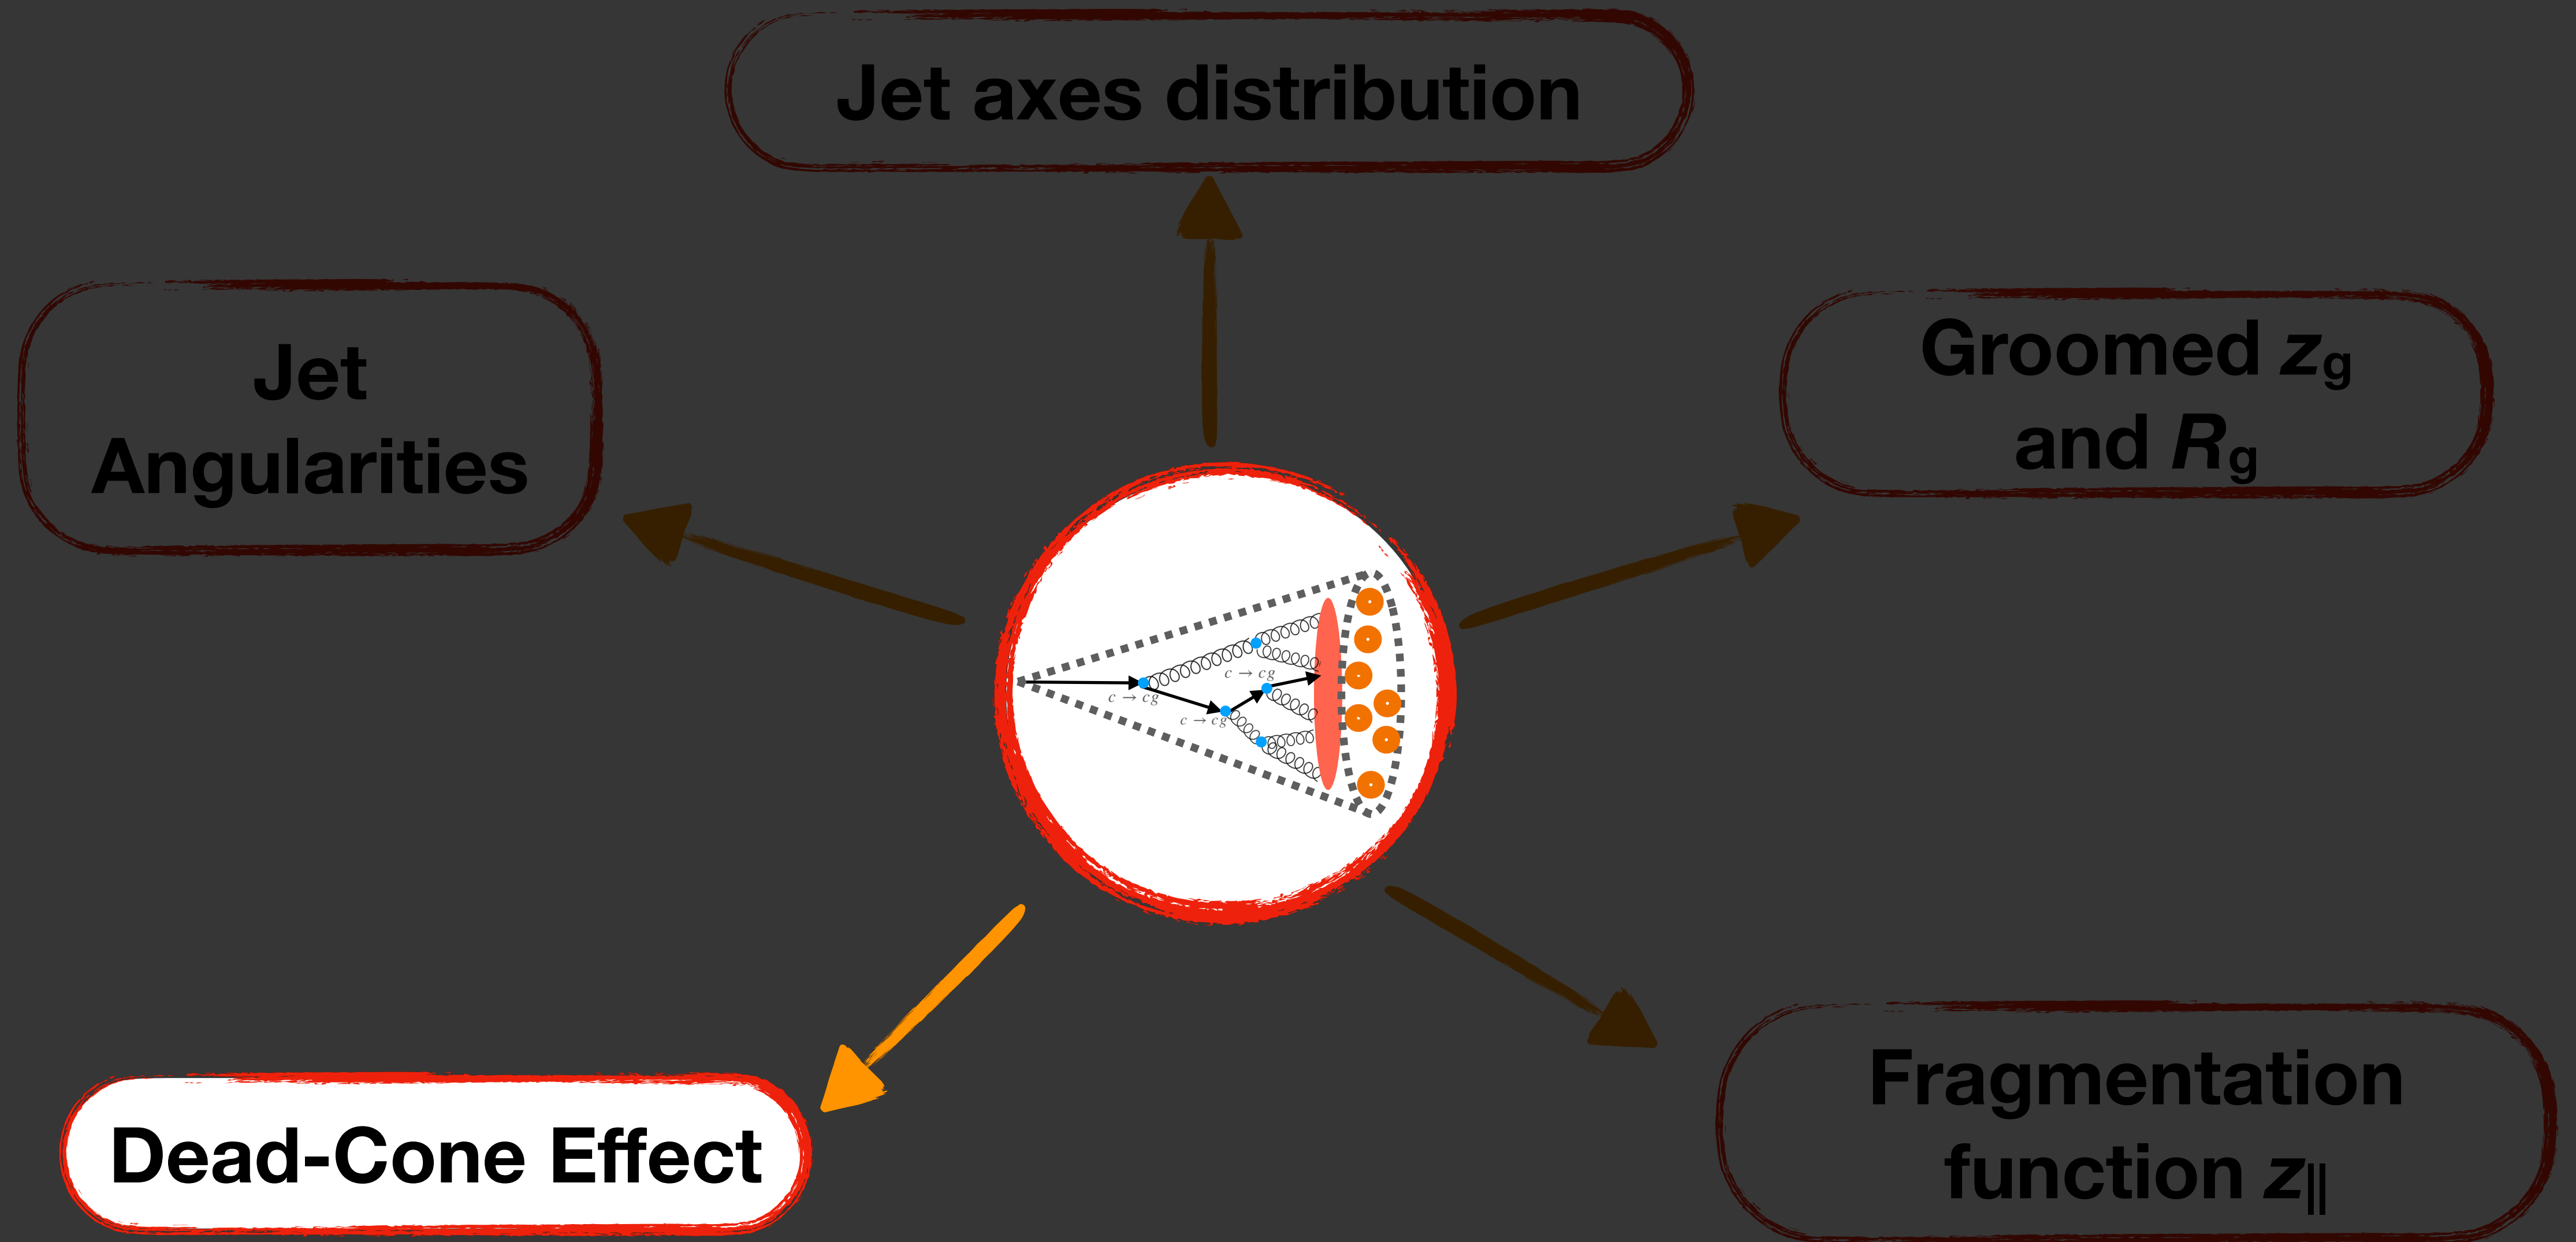 Jet axes distribution
Jet
Angularities
Groomed zg
and Rg
c → cg
c → cg
c → cg
Dead-Cone Effect
Fragmentation
function z||